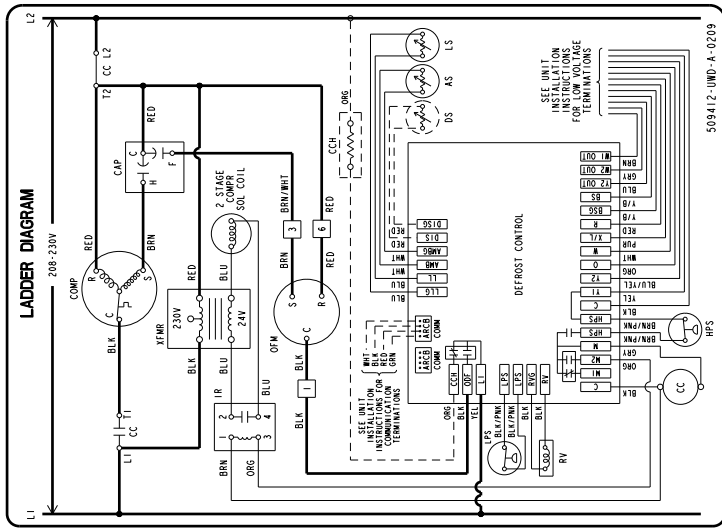 LADDER DIAGRAM
L1
L2
208-230V
L1
CC
T1
BLK
COMP
C
R
S
RED
BRN
CAP
H
C
F
RED
T2
CC
L2
BLK
XFMR
230V
24V
RED
BLU
BLU
2 STAGE
COMPR
SOL COIL
BRN
ORG
IR
1
2
3
4
BLU
BLK
1
BLK
OFM
C
S
R
BRN
RED
3
6
BRN/WHT
RED
CCH
ORG
SEE UNIT
INSTALLATION
INSTRUCTIONS FOR
COMMUNICATION
TERMINATIONS
WHT
BLK
RED
GRN
ARCB
COMM
ARCB
COMM
ORG
BLK
YEL
CCH
ODF
L1
LPS
BLK/PNK
BLK/PNK
LPS
LPS
RV
BLK
RVG
RV
BLU
BLU
WHT
WHT
RED
RED
LLG
LL
AMB
AMBG
DIS
DISG
LS
AS
DS
DEFROST CONTROL
C
M1
M2
M
HPS
HPS
C
Y1
Y2
O
W
X/L
R
BSG
BS
Y2 OUT
W2 OUT
W1 OUT
BLK
ORG
GRY
BRN/PNK
BRN/PNK
BLK
YEL
BLU/YEL
ORG
WHT
PUR
RED
Y/B
Y/B
BLU
GRY
BRN
CC
HPS
SEE UNIT
INSTALLATION
INSTRUCTIONS
FOR LOW VOLTAGE
TERMINATIONS
509412-UWD-A-0209